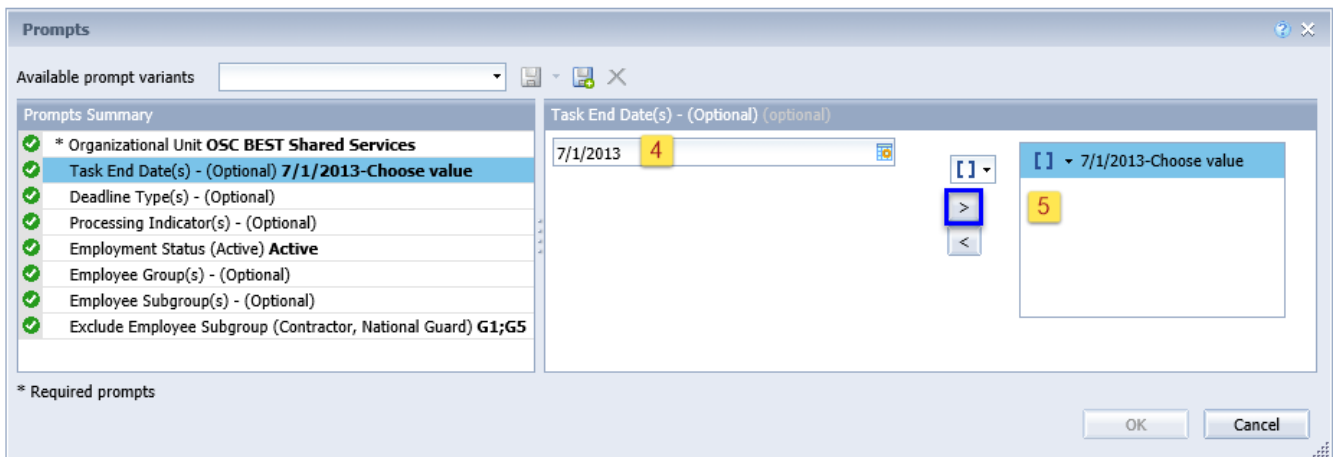 Prompts
Available prompt variants
Prompts Summary
* Organizational Unit OSC BEST Shared Services
Task End Date(s) - (Optional) 7/1/2013-Choose value
Deadline Type(s) - (Optional)
Processing Indicator(s) - (Optional)
Employment Status (Active) Active
Employee Group(s) - (Optional)
Employee Subgroup(s) - (Optional)
Exclude Employee Subgroup (Contractor, National Guard) G1;G5
Task End Date(s) - (Optional) (optional)
7/1/2013 4
[ ]
>
<
[ ] 7/1/2013-Choose value
5
* Required prompts
OK Cancel